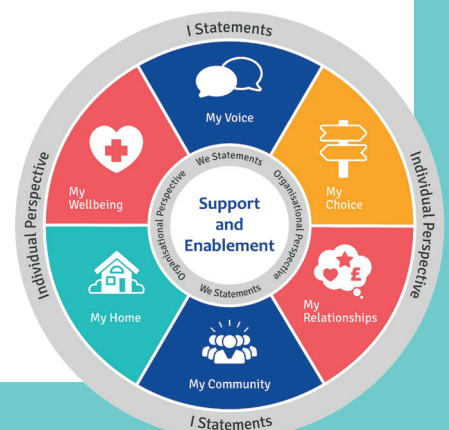 I Statements
Individual Perspective
Individual Perspective
My Voice
My
Choice
My
Relationships
My Community
My Home
My
Wellbeing
We Statements
Organisational Perspective
Organisational Perspective
We Statements
Support
and
Enablement
£
I Statements